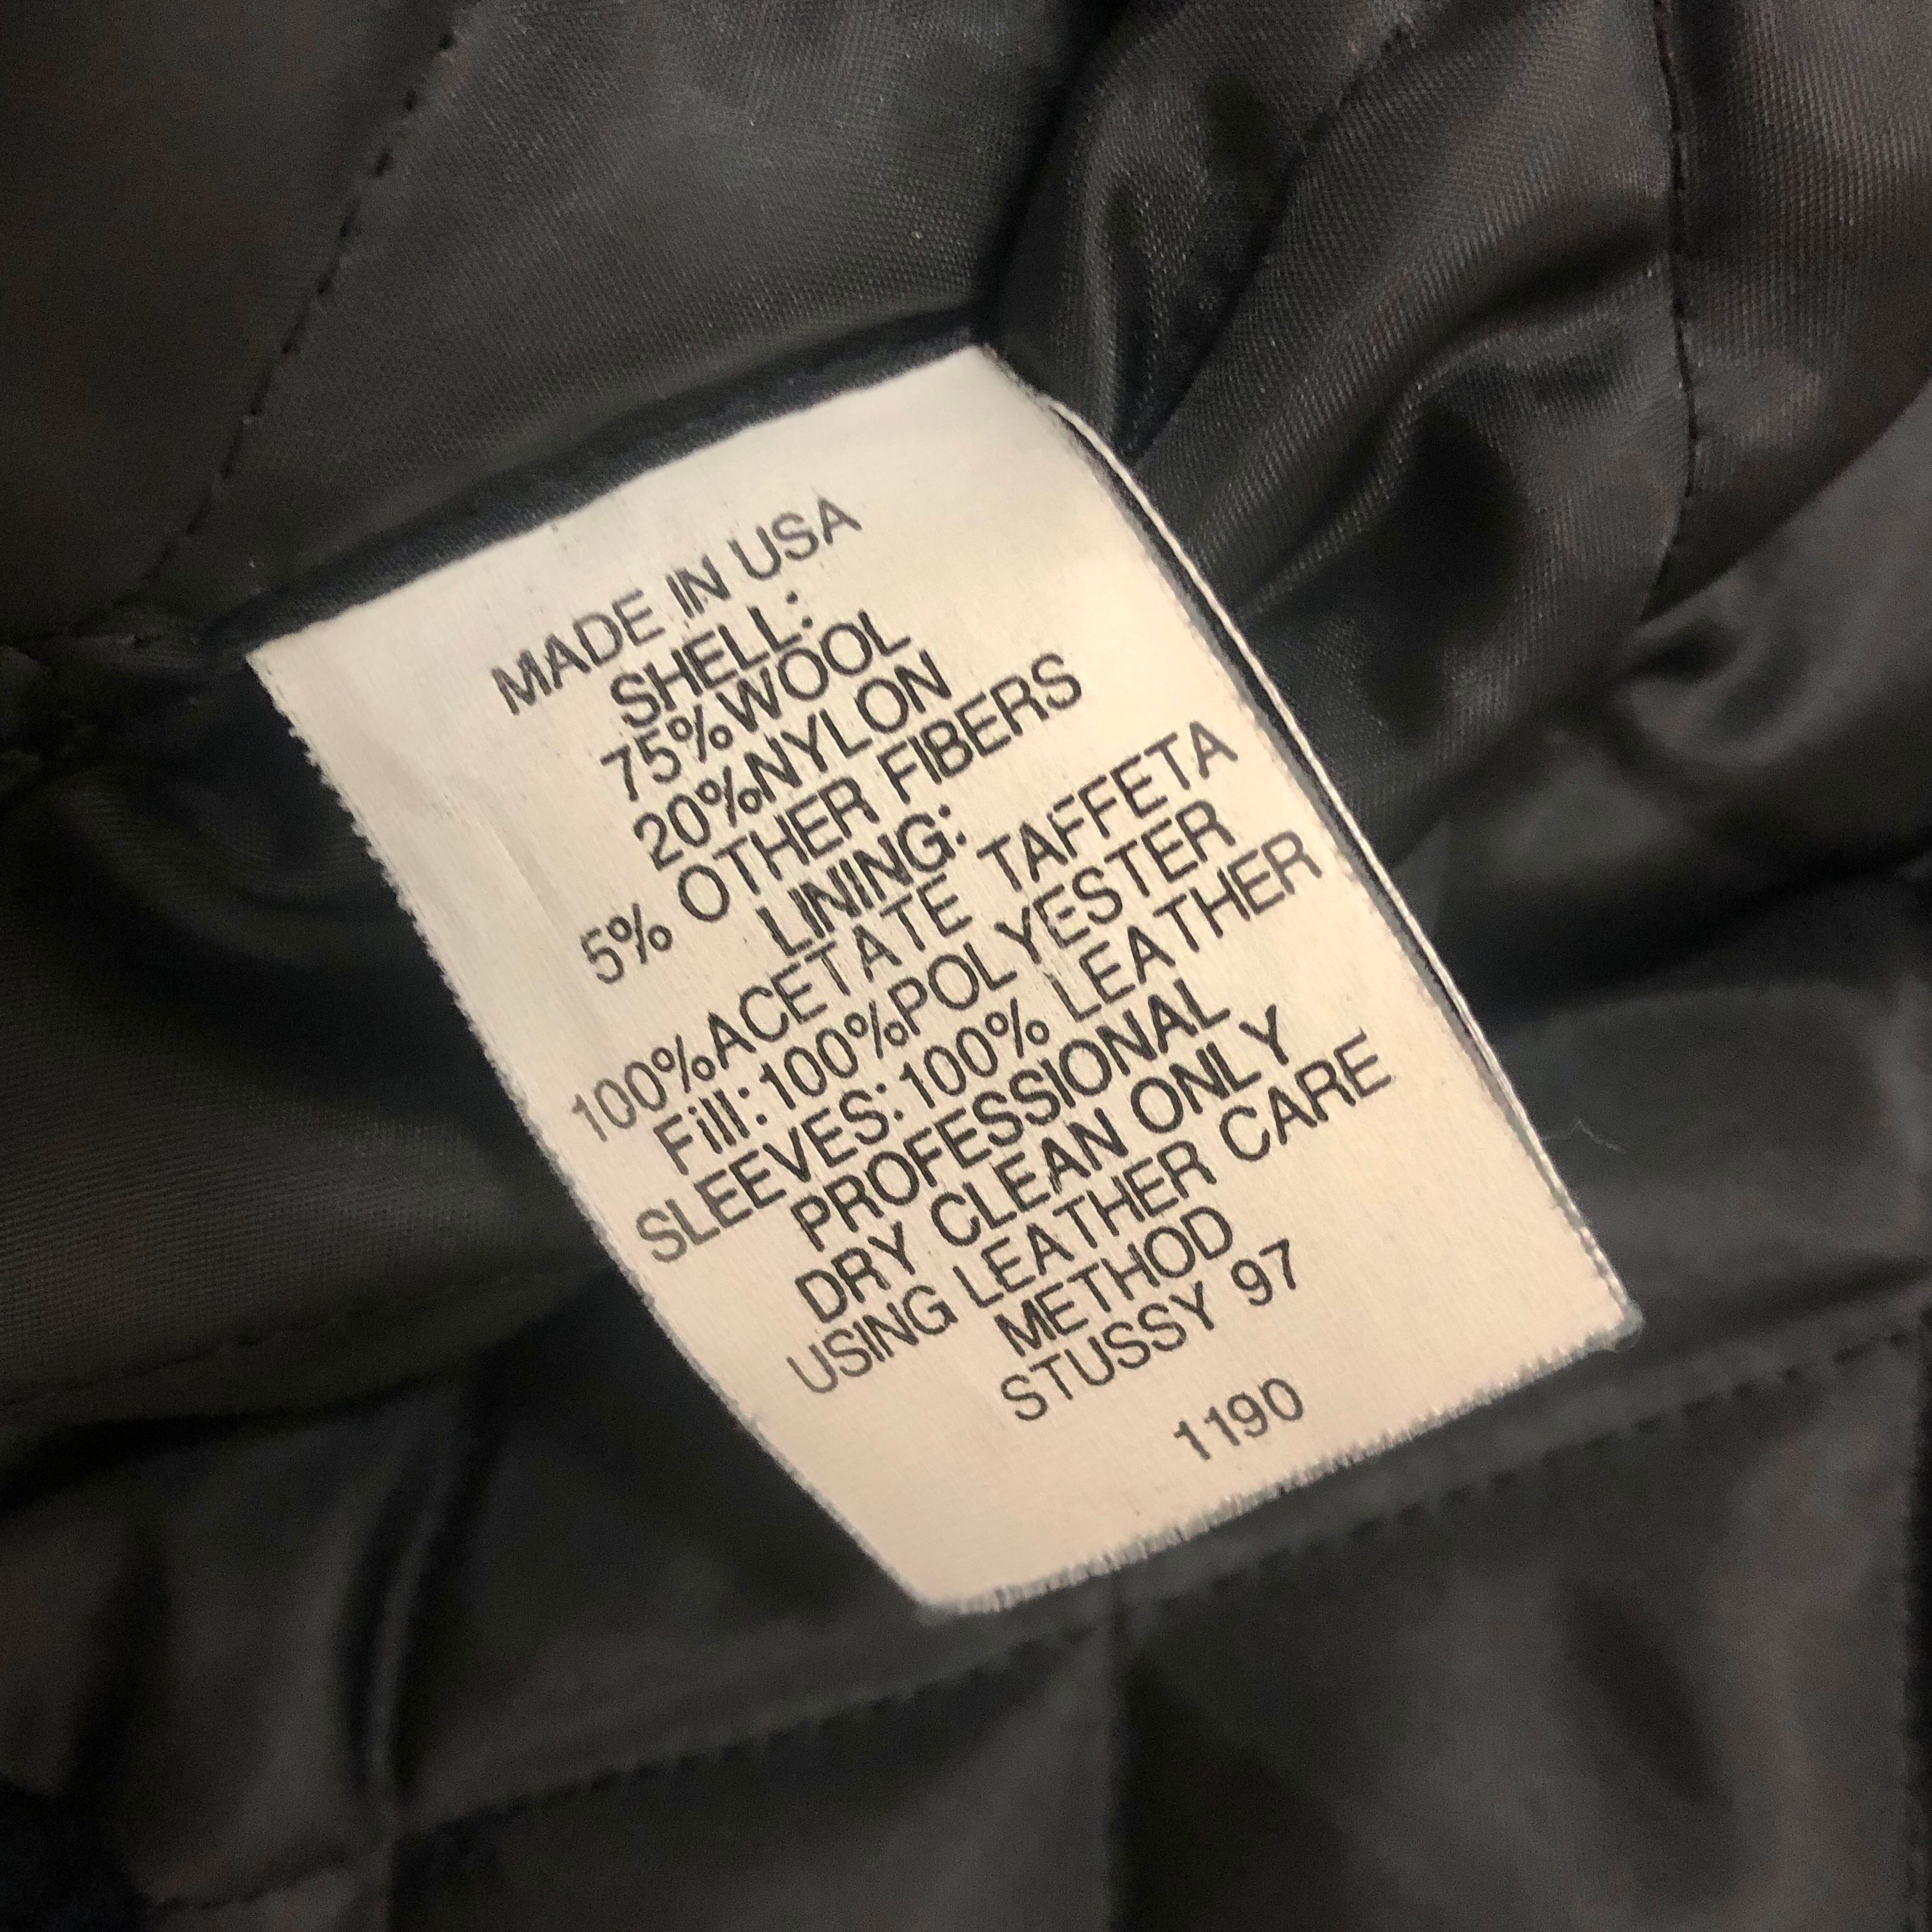 MADE IN USA
SHELL:
75%WOOL
20%NYLON
5% OTHER FIBERS
LINING:
100%ACETATE TAFFETA
Fill:100%POLYESTER
SLEEVES:100% LEATHER
PROFESSIONAL
DRY CLEAN ONLY
USING LEATHER CARE
METHOD
STUSSY 97
1190